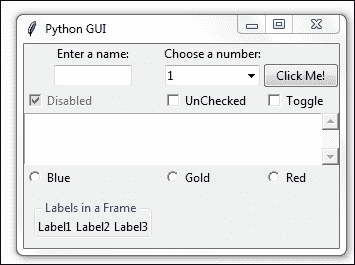 Python GUI
Enter a name: Choose a number:
1 Click Me!
Disabled UnChecked Toggle
Blue Gold Red
Labels in a Frame
Label1 Label2 Label3